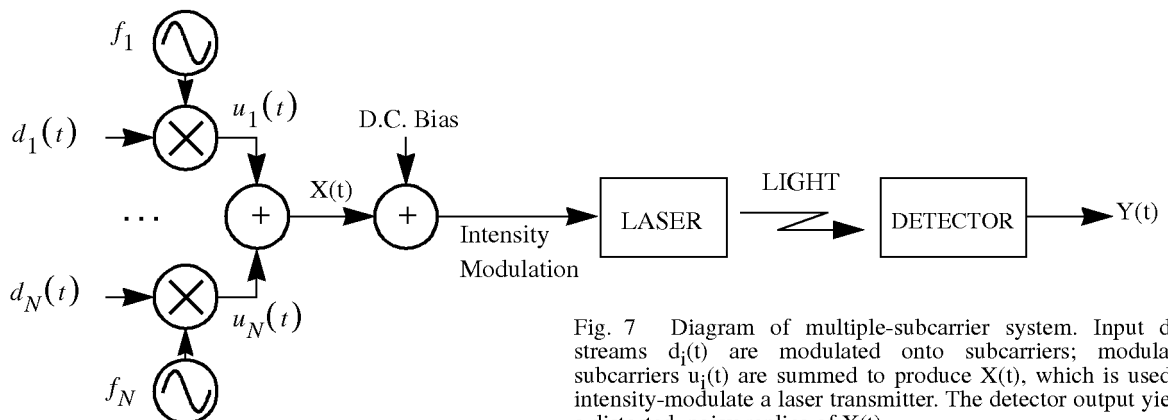 f1
d1(t)
u1(t)
D.C. Bias
X(t)
...
+
+
Intensity
Modulation
LASER
LIGHT
DETECTOR
Y(t)
dN(t)
uN(t)
fN
Fig. 7 Diagram of multiple-subcarrier system. Input d
streams di(t) are modulated onto subcarriers; modula
subcarriers ui(t) are summed to produce X(t), which is used
intensity-modulate a laser transmitter. The detector output yie